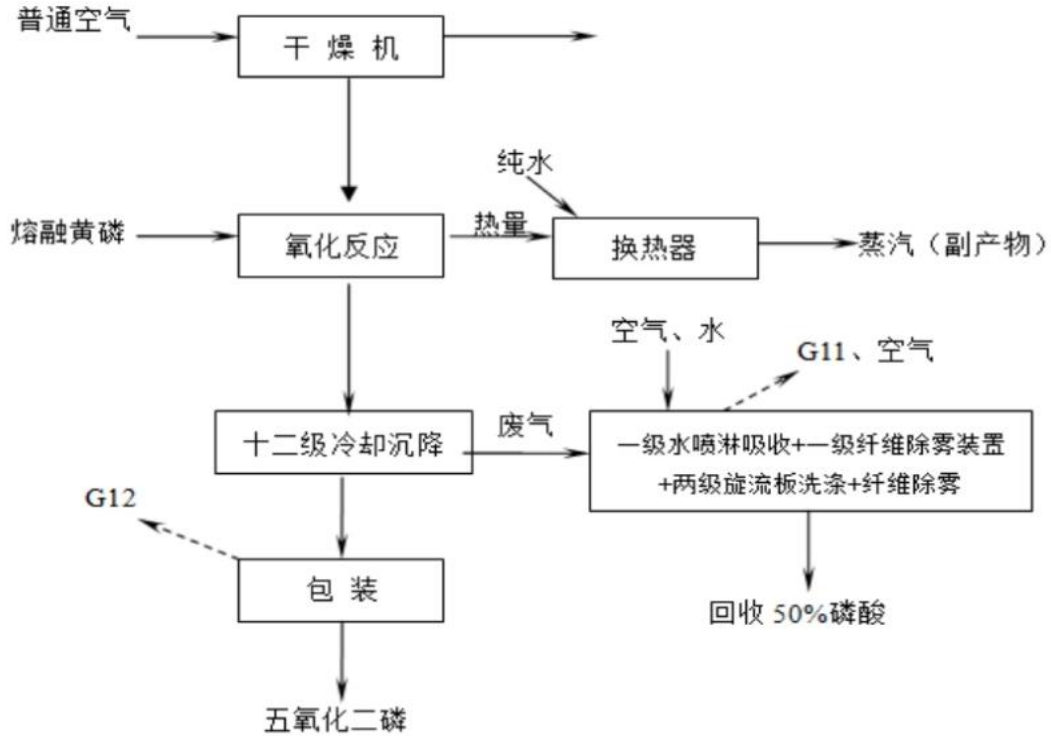 普通空气
干 燥 机
纯水
熔融黄磷
氧化反应
热量
换热器
蒸汽（副产物）
空气、水
G11、空气
十二级冷却沉降
废气
一级水喷淋吸收+一级纤维除雾装置
+两级旋流板洗涤+纤维除雾
G12
包 装
回收 50%磷酸
五氧化二磷